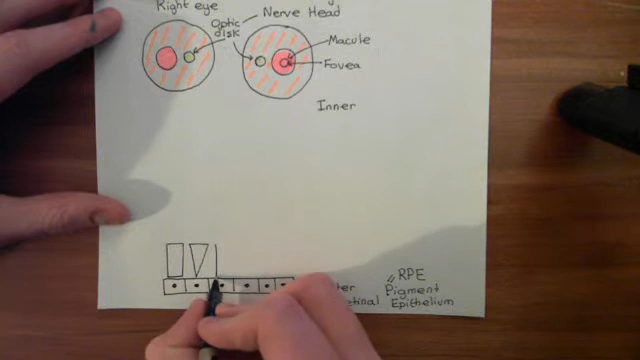 Right eye
Optic
disk
Nerve Head
Macule
Fovea
Inner
RPE
Pigment
Epithelium